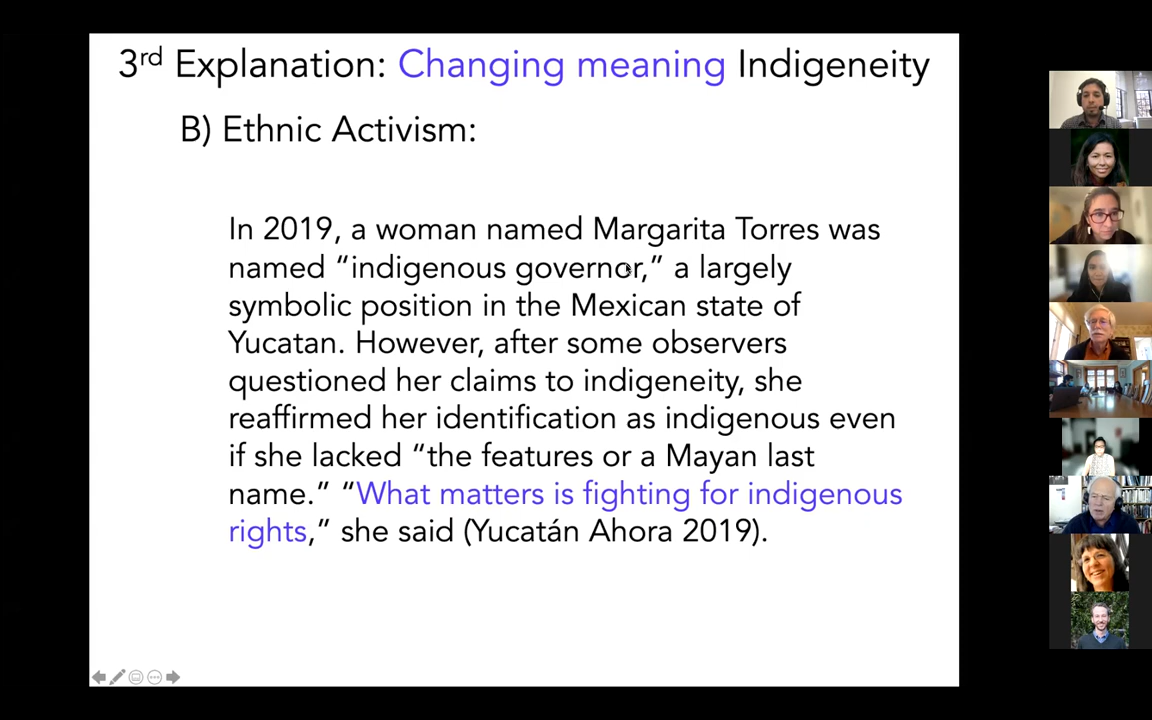 3rd Explanation: Changing meaning Indigeneity
B) Ethnic Activism:
In 2019, a woman named Margarita Torres was
named “indigenous governor,” a largely
symbolic position in the Mexican state of
Yucatan. However, after some observers
questioned her claims to indigeneity, she
reaffirmed her identification as indigenous even
if she lacked “the features or a Mayan last
name.” “What matters is fighting for indigenous
rights,” she said (Yucatán Ahora 2019).